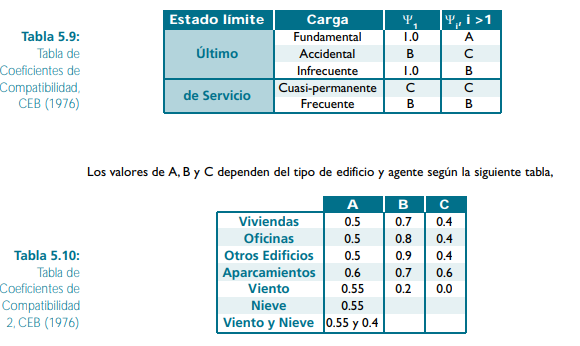 Tabla 5.9:
Tabla de
Coeficientes de
Compatibilidad,
CEB (1976)
Estado límite Carga Ψ1 Ψi, i >1
Último
Fundamental 1.0 A
Accidental B C
Infrecuente 1.0 B
de Servicio
Cuasi-permanente C C
Frecuente B B
Los valores de A, B y C dependen del tipo de edificio y agente según la siguiente tabla,
Tabla 5.10:
Tabla de
Coeficientes de
Compatibilidad
2, CEB (1976)
A B C
Viviendas 0.5 0.7 0.4
Oficinas 0.5 0.8 0.4
Otros Edificios 0.5 0.9 0.4
Aparcamientos 0.6 0.7 0.6
Viento 0.55 0.2 0.0
Nieve 0.55
Viento y Nieve 0.55 y 0.4